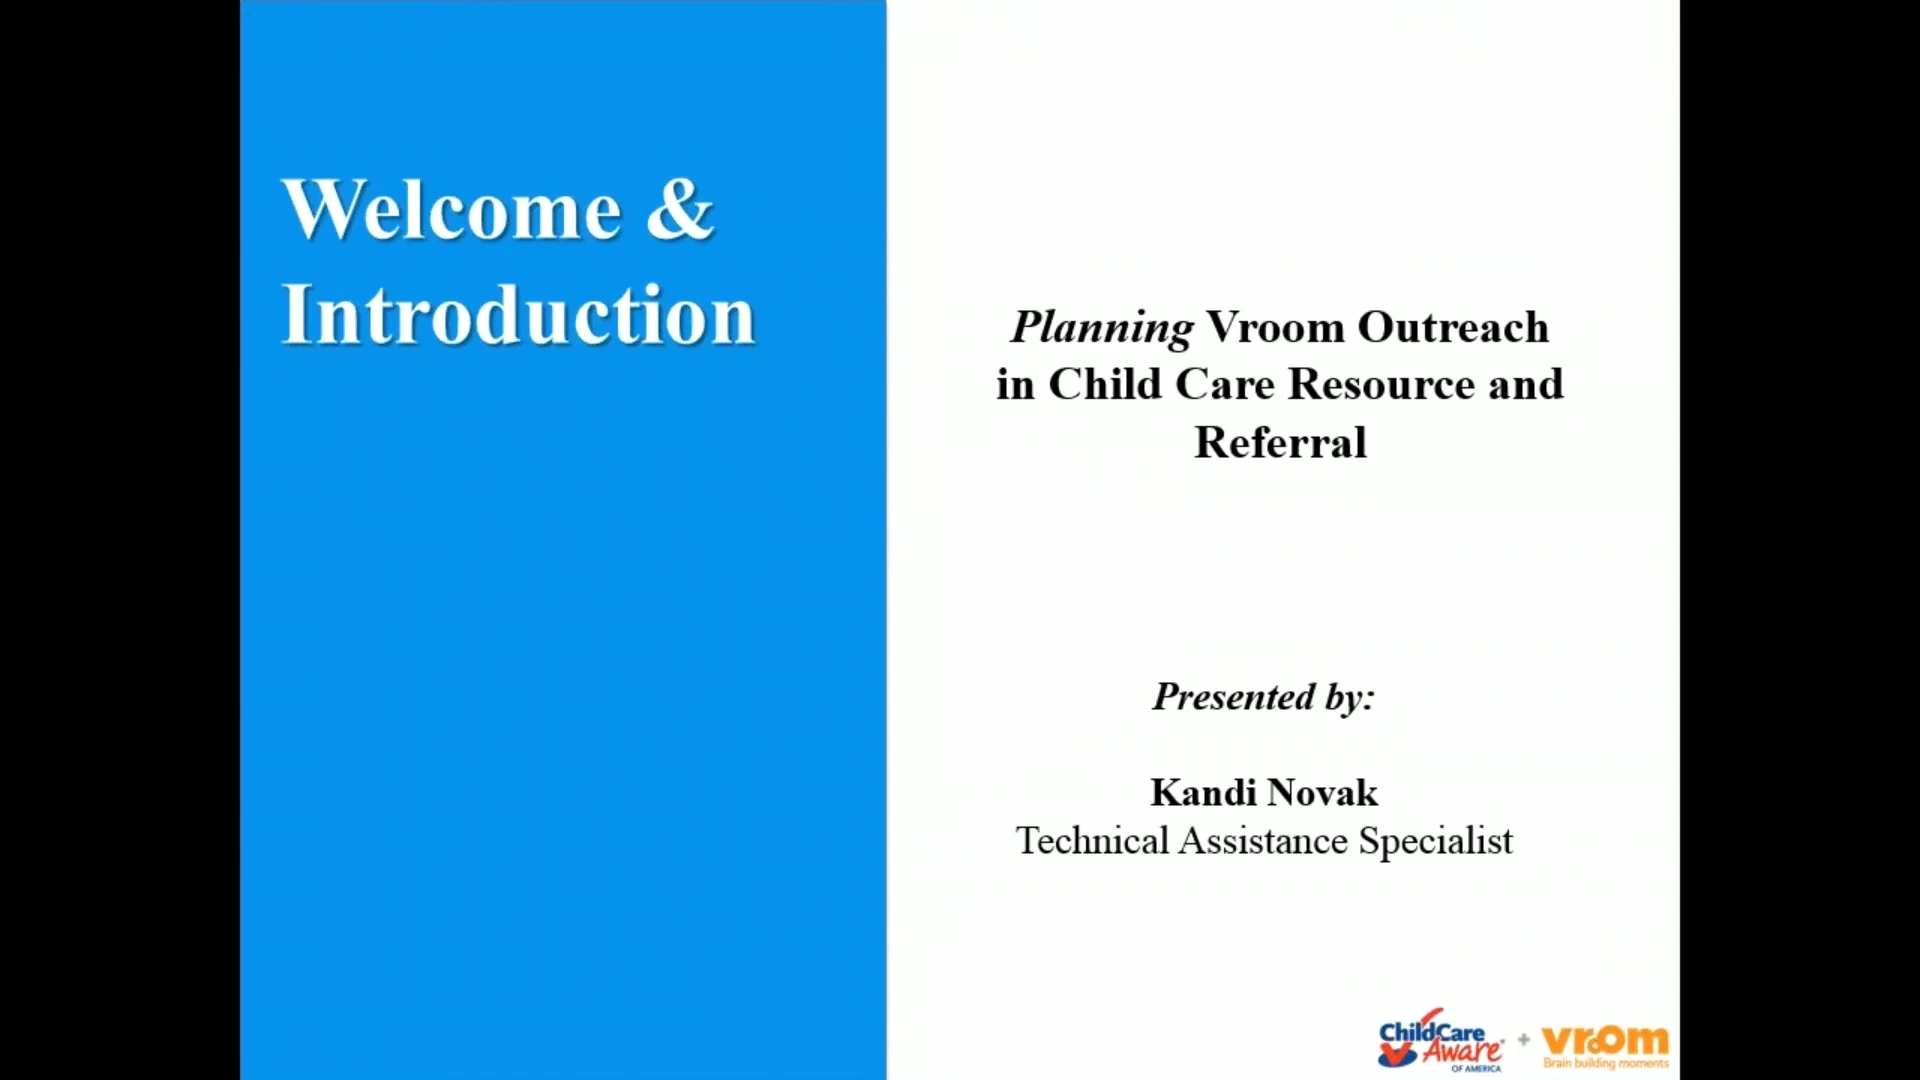 Welcome &
Introduction
Planning Vroom Outreach
in Child Care Resource and
Referral
Presented by:
Kandi Novak
Technical Assistance Specialist
ChildCare
Aware
OF AMERICA
+
vroom
Brain building moments